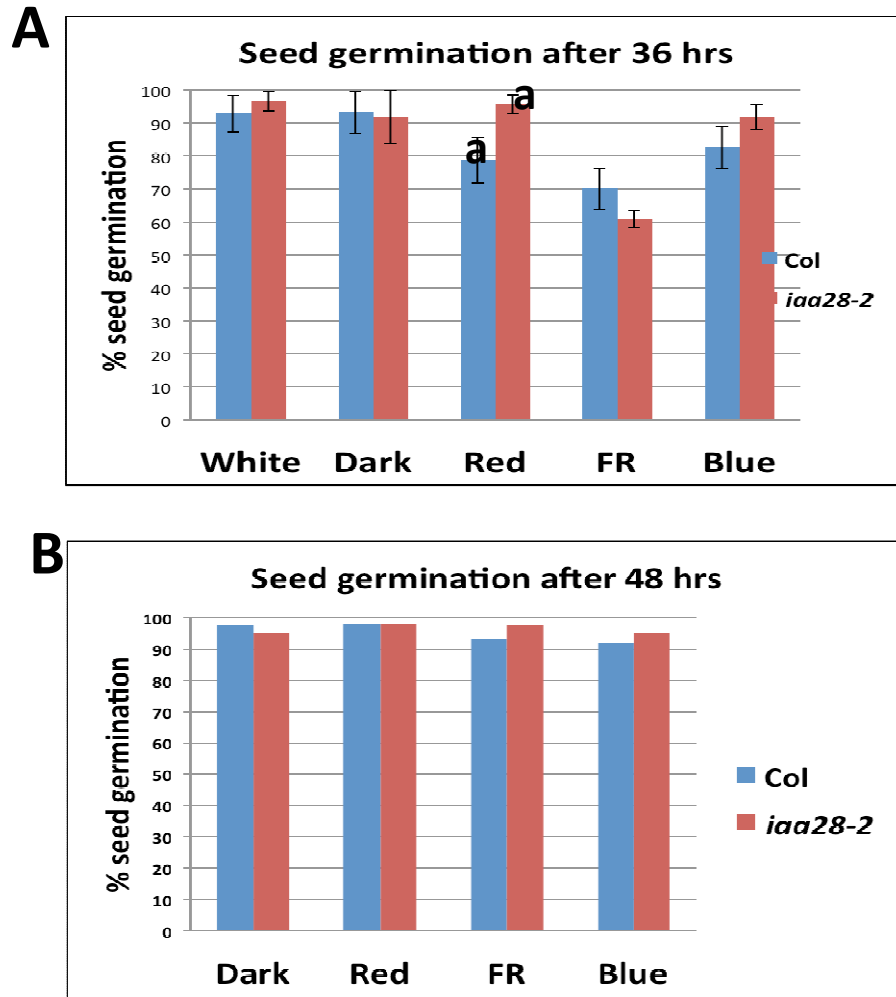 A
Seed germination after 36 hrs
% seed germination
100
90
80
70
60
50
40
30
20
10
0
a
a
Col
iaa28-2
White Dark Red FR Blue
B
Seed germination after 48 hrs
% seed germination
100
90
80
70
60
50
40
30
20
10
0
Col
iaa28-2
Dark Red FR Blue